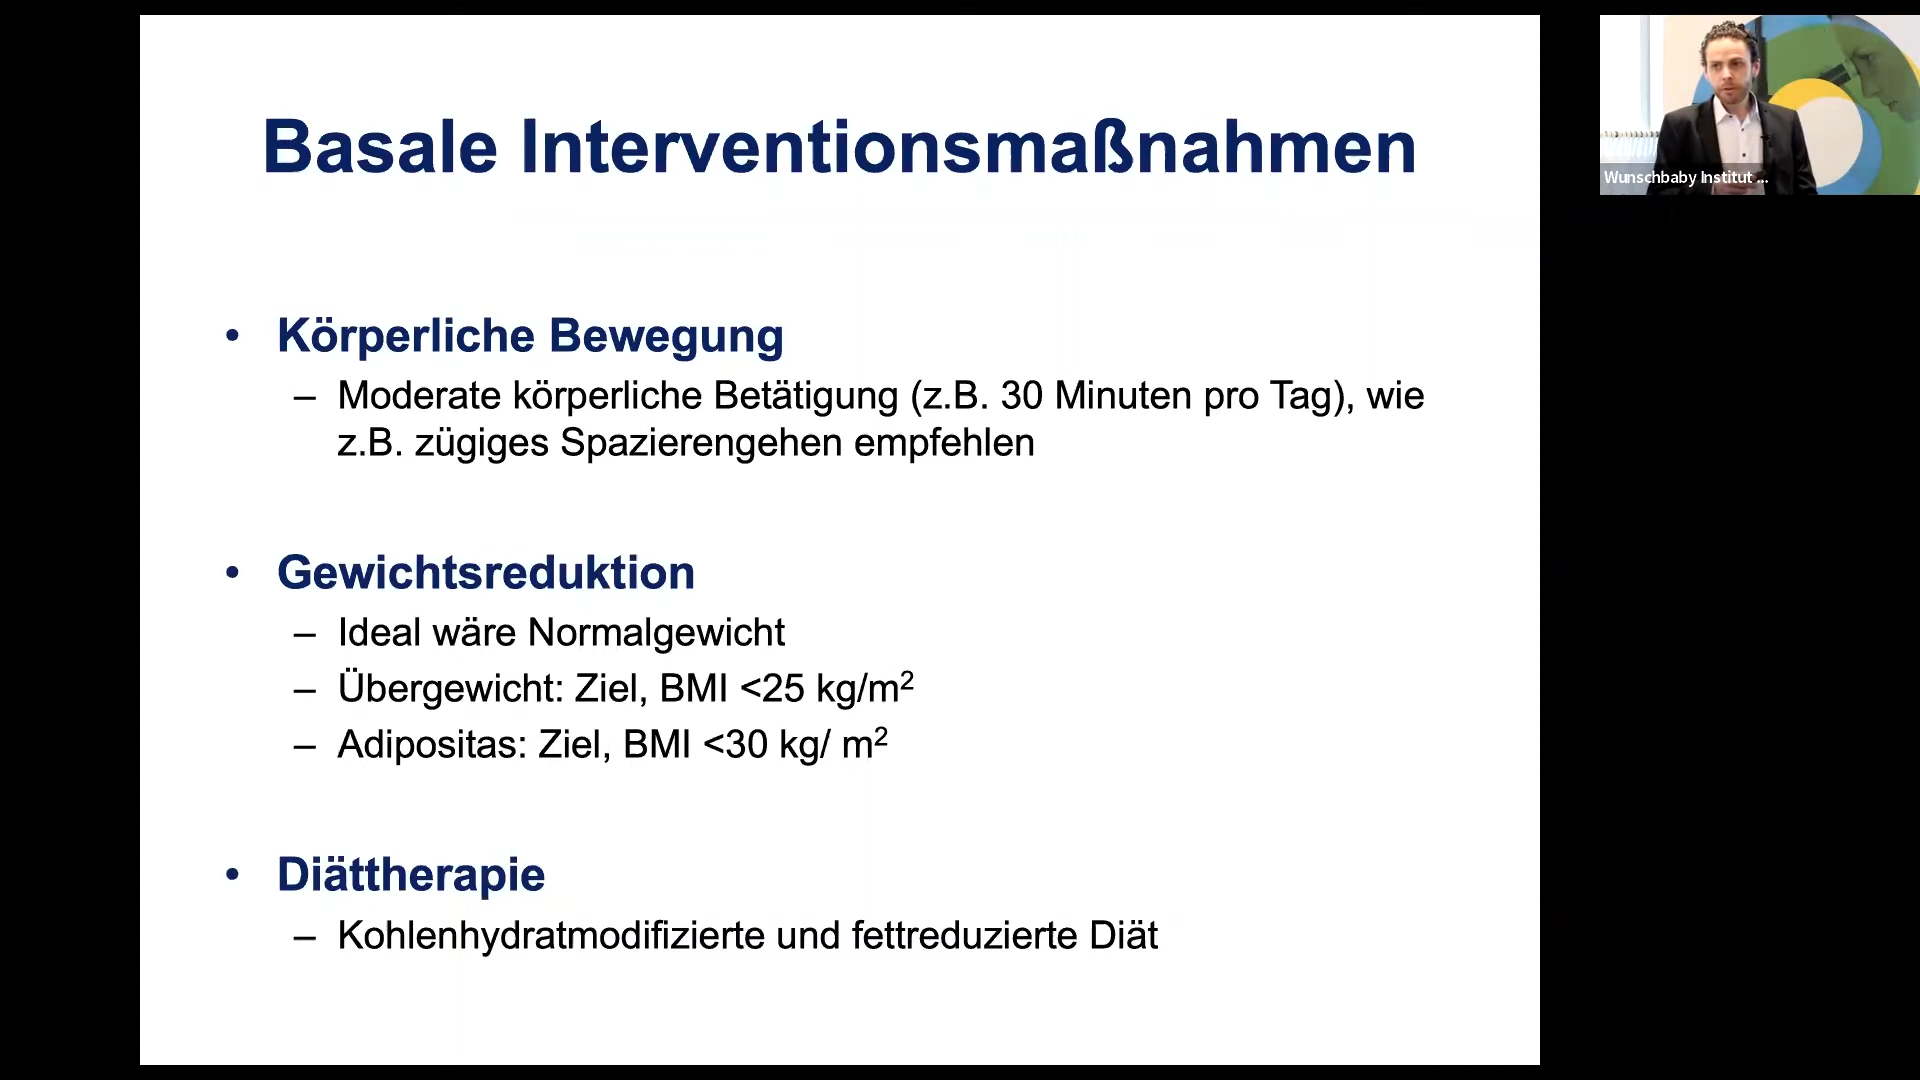 Basale Interventionsmaßnahmen
• Körperliche Bewegung
– Moderate körperliche Betätigung (z.B. 30 Minuten pro Tag), wie
z.B. zügiges Spazierengehen empfehlen
• Gewichtsreduktion
– Ideal wäre Normalgewicht
– Übergewicht: Ziel, BMI <25 kg/m²
– Adipositas: Ziel, BMI <30 kg/ m²
• Diättherapie
– Kohlenhydratmodifizierte und fettreduzierte Diät
Wunschbaby Institut ...